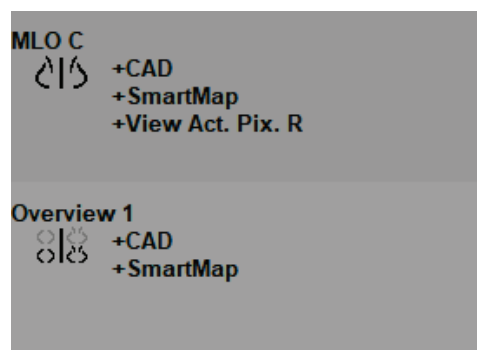 MLO C
+CAD
+SmartMap
+View Act. Pix. R
Overview 1
+CAD
+SmartMap